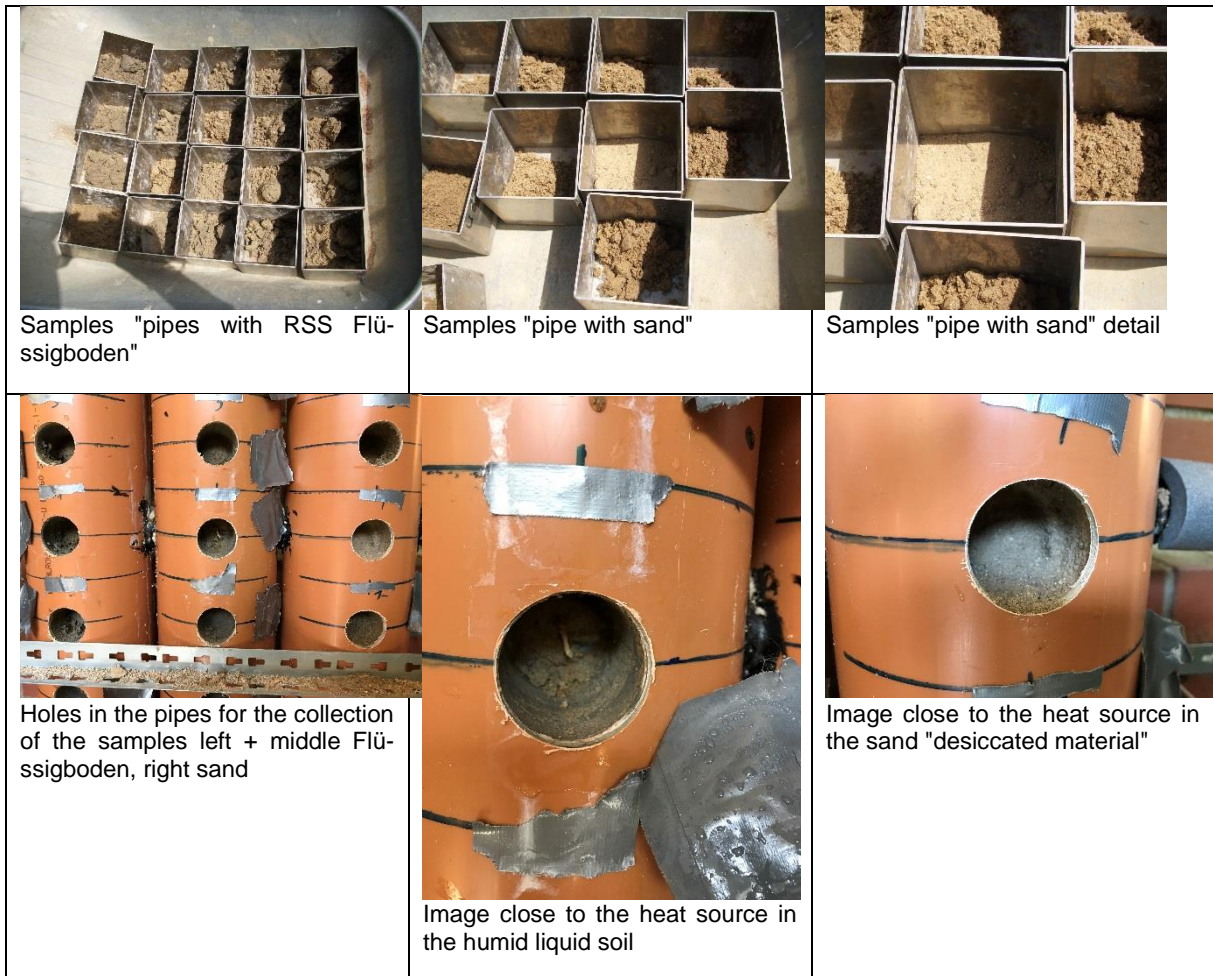 Samples "pipes with RSS Flü-
ssigboden"
Samples "pipe with sand"
Samples "pipe with sand" detail
Holes in the pipes for the collection
of the samples left + middle Flü-
ssigboden, right sand
Image close to the heat source in
the humid liquid soil
Image close to the heat source in
the sand "desiccated material"